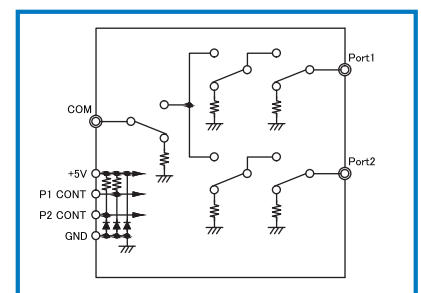 Port1
COM
Port2
+5V
P1 CONT
P2 CONT
GND